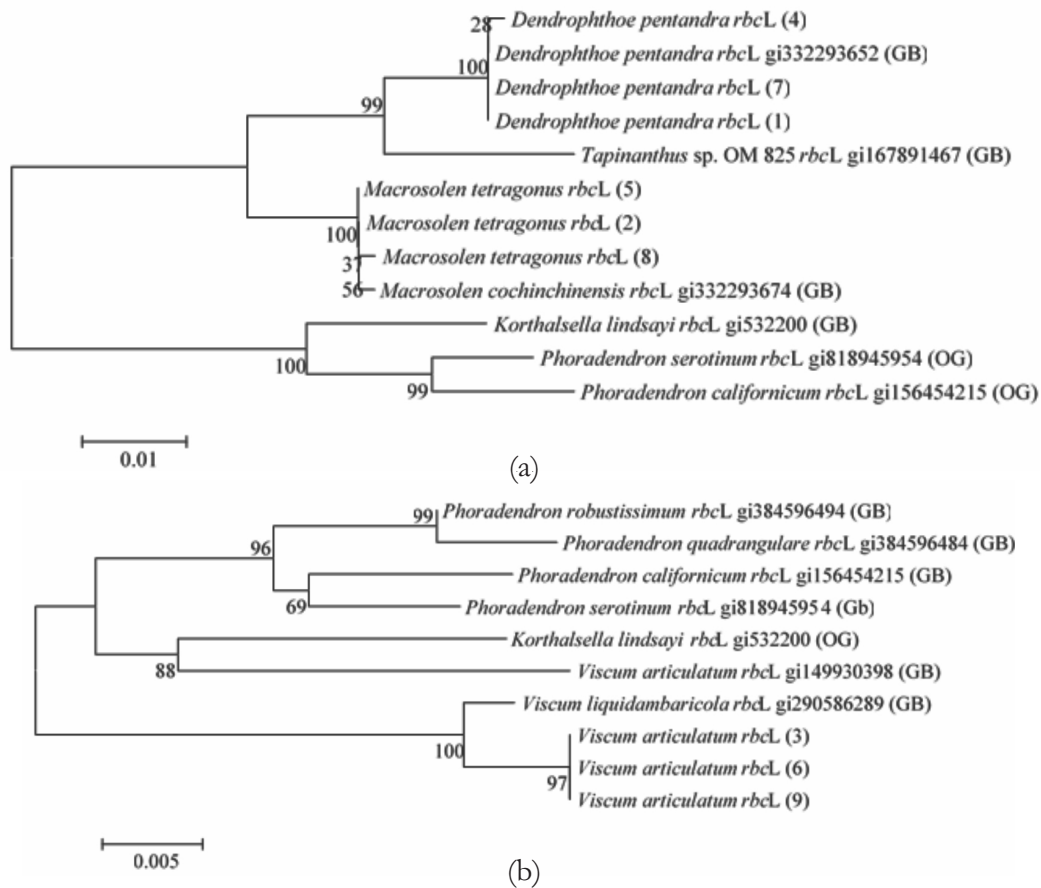 28 Dendrophthoe pentandra rbcL (4)
Dendrophthoe pentandra rbcL gi332293652 (GB)
100
Dendrophthoe pentandra rbcL (7)
99
Dendrophthoe pentandra rbcL (1)
Tapinanthus sp. OM 825 rbcL gi167891467 (GB)
Macrosolen tetragonus rbcL (5)
Macrosolen tetragonus rbcL (2)
100
Macrosolen tetragonus rbcL (8)
37
56 Macrosolen cochinchinensis rbcL gi332293674 (GB)
Korthalsella lindsayi rbcL gi532200 (GB)
Phoradendron serotinum rbcL gi818945954 (OG)
100
99 Phoradendron californicum rbcL gi156454215 (OG)
0.01
(a)
Phoradendron robustissimum rbcL gi384596494 (GB)
99
Phoradendron quadrangulare rbcL gi384596484 (GB)
96
Phoradendron californicum rbcL gi156454215 (GB)
69 Phoradendron serotinum rbcL gi818945954 (Gb)
Korthalsella lindsayi rbcL gi532200 (OG)
88 Viscum articulatum rbcL gi149930398 (GB)
Viscum liquidambaricola rbcL gi290586289 (GB)
Viscum articulatum rbcL (3)
100
Viscum articulatum rbcL (6)
97
Viscum articulatum rbcL (9)
0.005
(b)